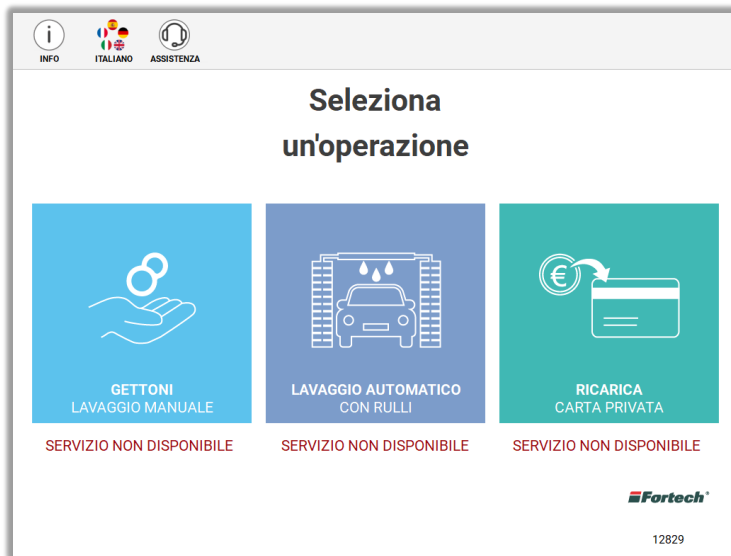 i
INFO
ITALIANO
ASSISTENZA
Seleziona
un'operazione
GETTONI
LAVAGGIO MANUALE
SERVIZIO NON DISPONIBILE
LAVAGGIO AUTOMATICO
CON RULLI
SERVIZIO NON DISPONIBILE
€
RICARICA
CARTA PRIVATA
SERVIZIO NON DISPONIBILE
Fortech
12829